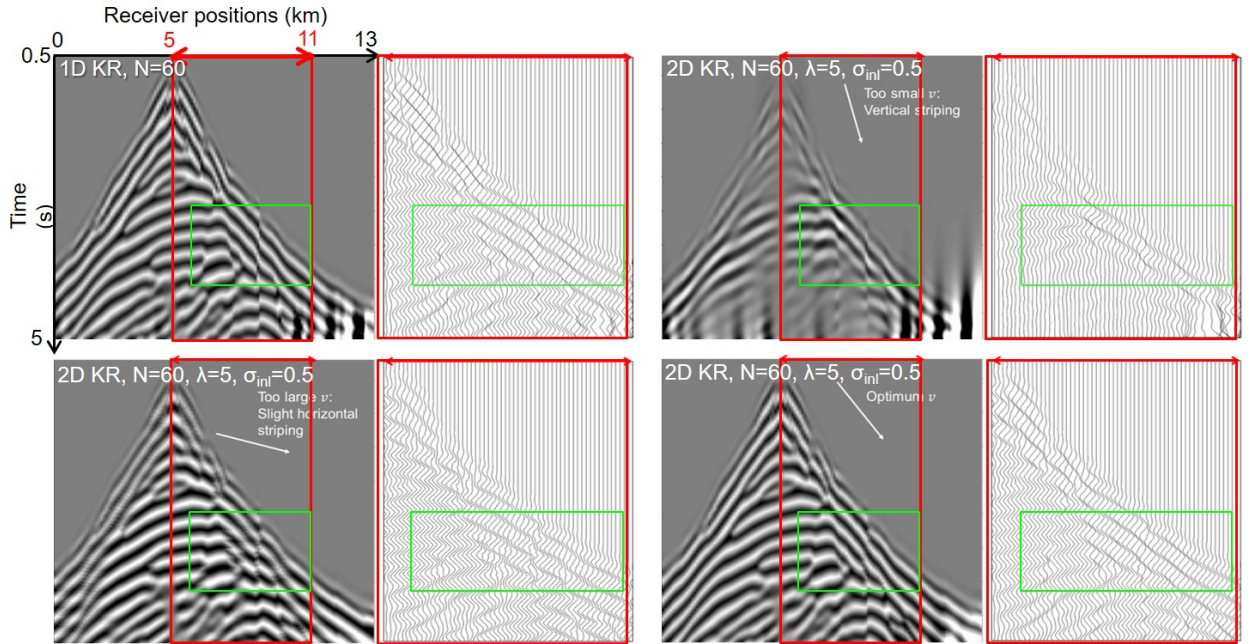 Receiver positions (km)
0 5 11 13
0.5
1D KR, N=60
2D KR, N=60, λ=5, σinl=0.5
Too small v:
Vertical striping
Time
(s)
5
2D KR, N=60, λ=5, σinl=0.5
Too large v:
Slight horizontal
striping
2D KR, N=60, λ=5, σinl=0.5
Optimum v